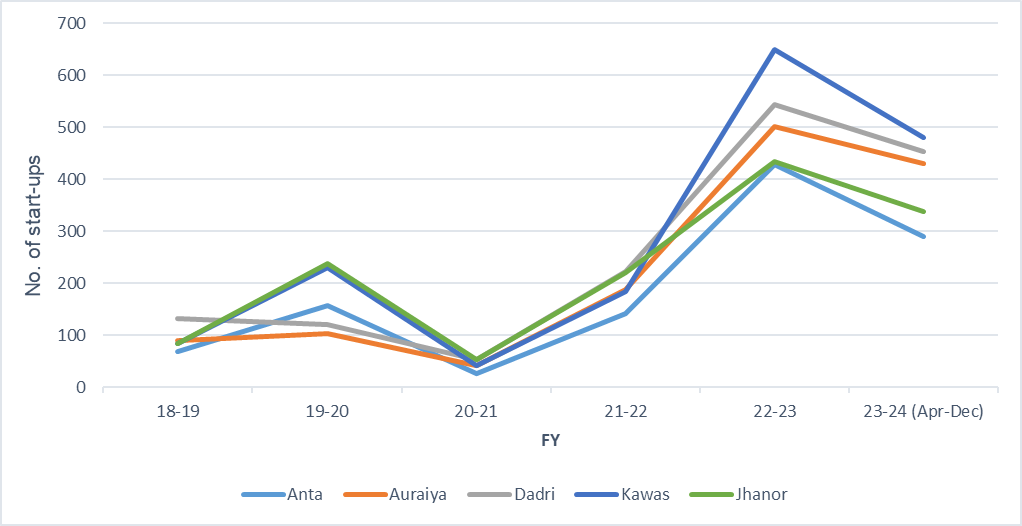 700
600
500
400
300
200
100
0
No. of start-ups
18-19 19-20 20-21 21-22 22-23 23-24 (Apr-Dec)
FY
Anta Auraiya Dadri Kawas Jhanor